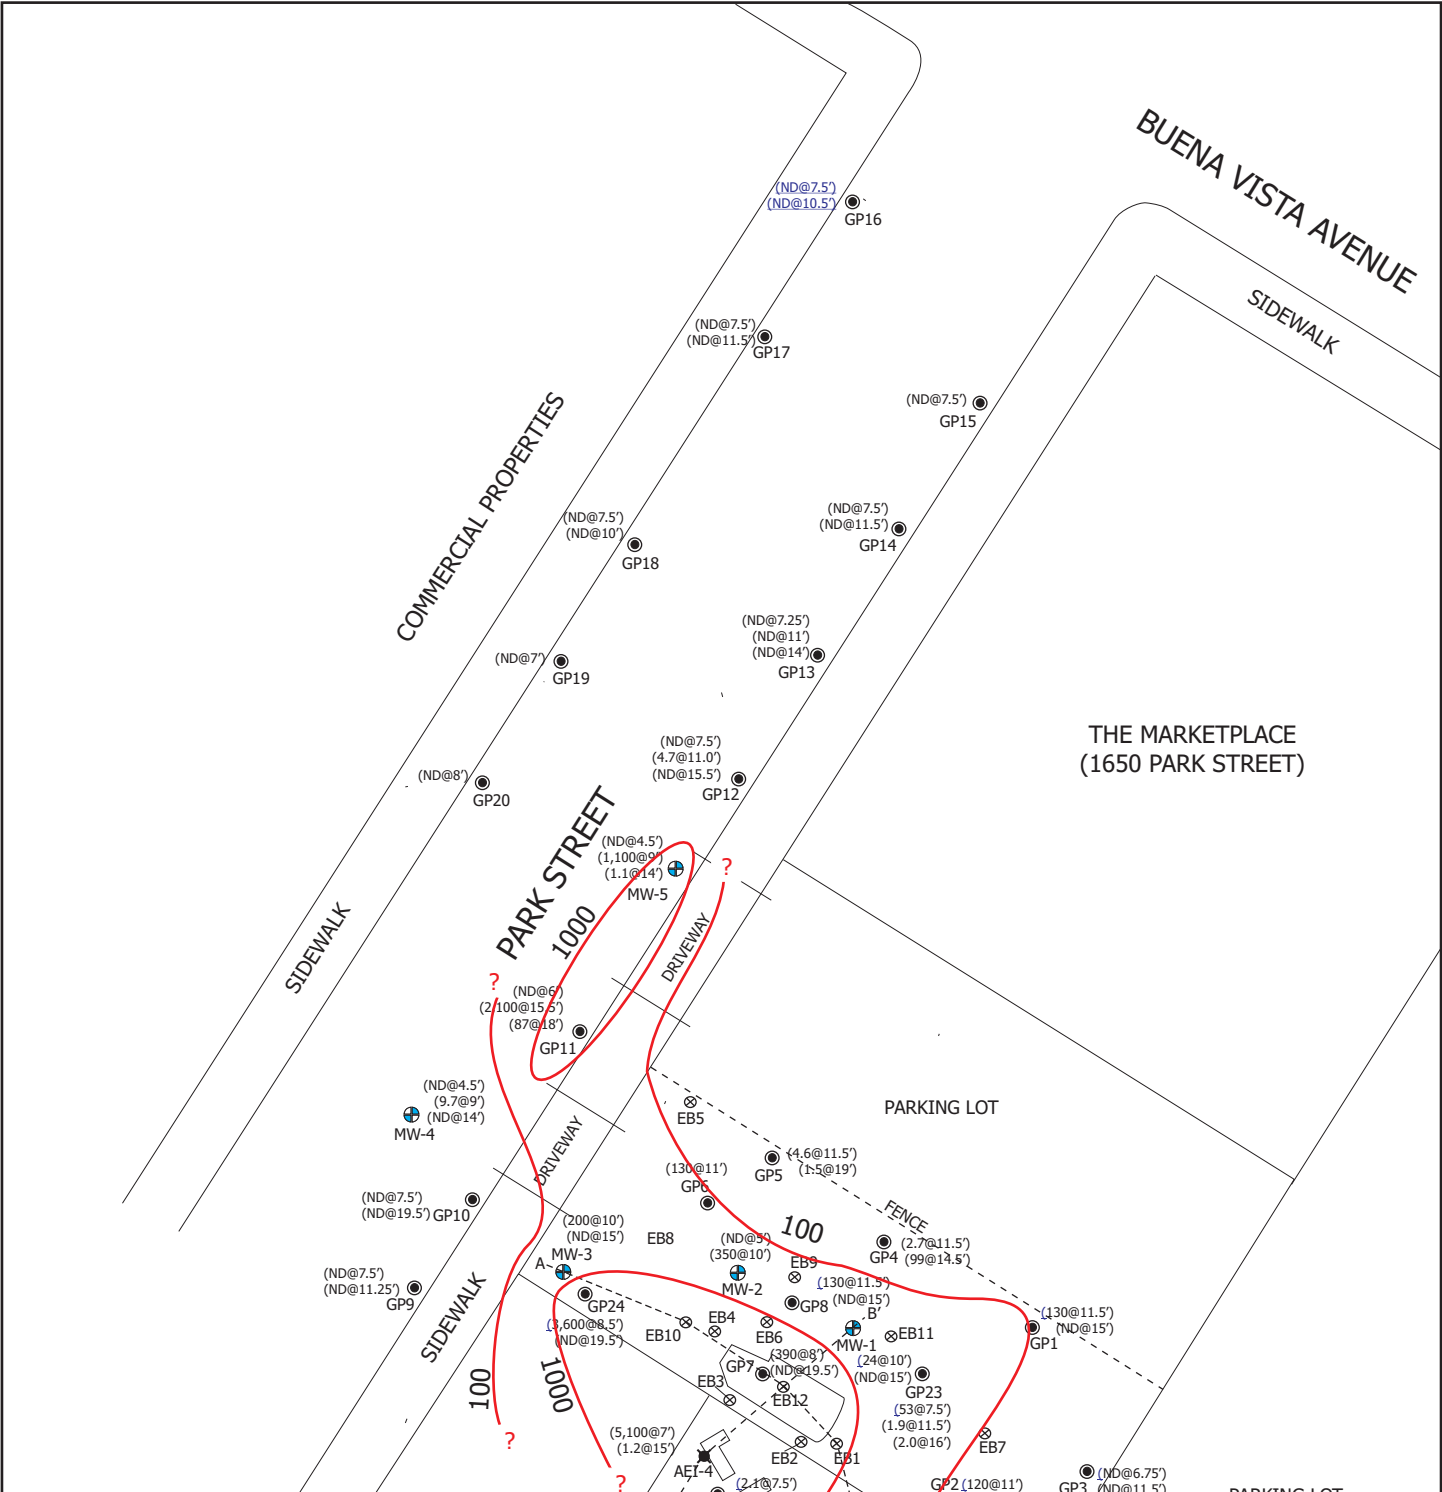 BUENA VISTA AVENUE
SIDEWALK
(ND@7.5')
(ND@10.5')
GP16
(ND@7.5')
(ND@11.5')
GP17
(ND@7.5')
GP15
COMMERCIAL PROPERTIES
(ND@7.5')
(ND@10')
GP18
(ND@7.5')
(ND@11.5')
GP14
(ND@7.25')
(ND@11')
(ND@14')
GP13
(ND@7')
GP19
THE MARKETPLACE
(1650 PARK STREET)
(ND@7.5')
(4.7@11.0')
(ND@15.5')
GP12
(ND@8')
GP20
PARK STREET
(ND@4.5')
(1,100@9')
(1.1@14')
MW-5
?
1000
DRIVEWAY
SIDEWALK
?
(ND@6')
(2,100@15.5')
(87@18')
GP11
(ND@4.5')
(9.7@9')
(ND@14')
MW-4
EB5
PARKING LOT
DRIVEWAY
(4.6@11.5')
(1.5@19')
GP5
(130@11')
GP6
(ND@7.5')
(ND@19.5')
GP10
FENCE
100
(200@10')
(ND@15')
MW-3
A
EB8
(ND@5')
(350@10')
MW-2
EB9
GP4
(2.7@11.5')
(99@14.5')
(ND@7.5')
(ND@11.25')
GP9
SIDEWALK
GP24
(3,600@8.5')
(ND@19.5')
EB10
EB4
EB6
GP8
(130@11.5')
(ND@15')
B'
MW-1
EB11
(130@11.5')
(ND@15')
GP1
(390@8')
(ND@19.5')
GP7
EB12
EB3
(24@10')
(ND@15')
GP23
(53@7.5')
(1.9@11.5')
(2.0@16')
EB7
100
1000
?
(5,100@7')
(1.2@15')
AEI-4
EB2
EB1
?
(2.1@7.5')
GP2 (120@11')
GP3
(ND@6.75')
(ND@11.5')
PARKING LOT